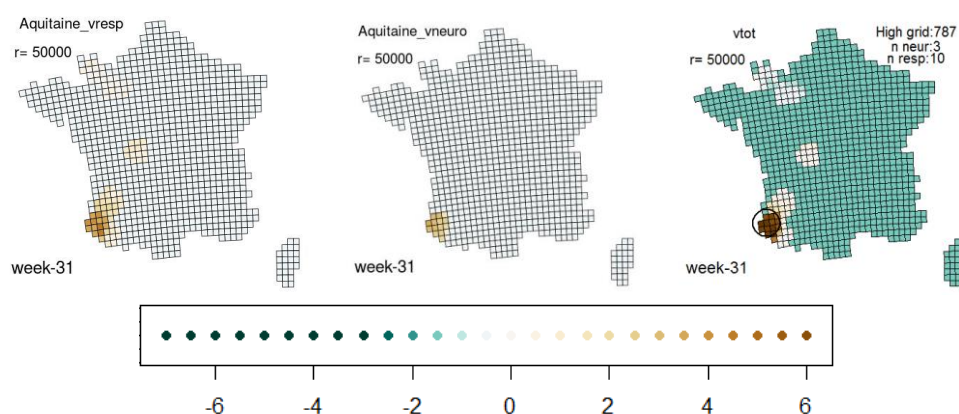 Aquitaine_vresp
r= 50000
week-31
Aquitaine_vneuro
r= 50000
week-31
vtot
r= 50000
High grid:787
n neur:3
n resp:10
week-31
-6 -4 -2 0 2 4 6